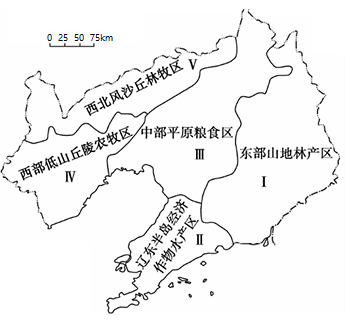 0 25 50 75km
西北风沙丘林牧区 Ⅴ
西部低山丘陵农牧区
Ⅳ
中部平原粮食区
Ⅲ
东部山地林产区
Ⅰ
辽东半岛经济
作物水产区
Ⅱ